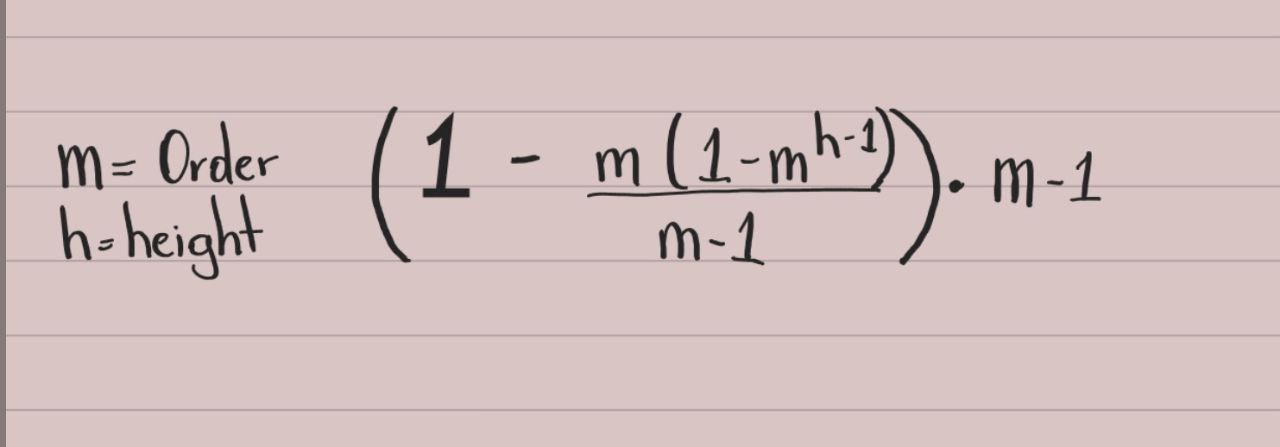 m = Order
h = height
(1 - m(1-m^{h-1})/(m-1)) · m-1